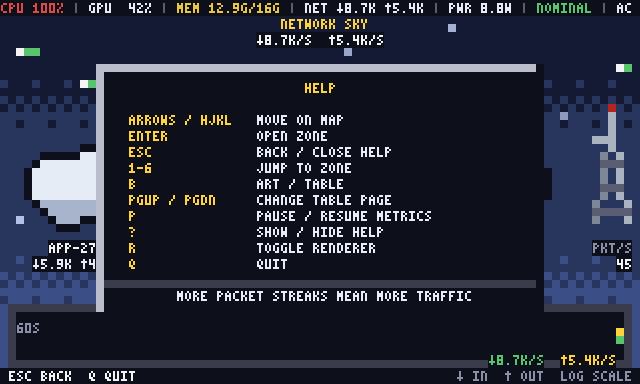 CPU 100% | GPU 42% | MEM 12.9G/16G | NET ↓8.7K ↑5.4K | PWR 8.8W | NOMINAL | AC
NETWORK SKY
↓8.7K/S ↑5.4K/S
HELP
ARROWS / HJKL MOVE ON MAP
ENTER OPEN ZONE
ESC BACK / CLOSE HELP
1-6 JUMP TO ZONE
B ART / TABLE
PGUP / PGDN CHANGE TABLE PAGE
P PAUSE / RESUME METRICS
? SHOW / HIDE HELP
R TOGGLE RENDERER
Q QUIT
APP-27
↓5.9K ↑4
PKT/S
45
MORE PACKET STREAKS MEAN MORE TRAFFIC
60S
↓8.7K/S ↑5.4K/S
ESC BACK Q QUIT ↓ IN ↑ OUT LOG SCALE